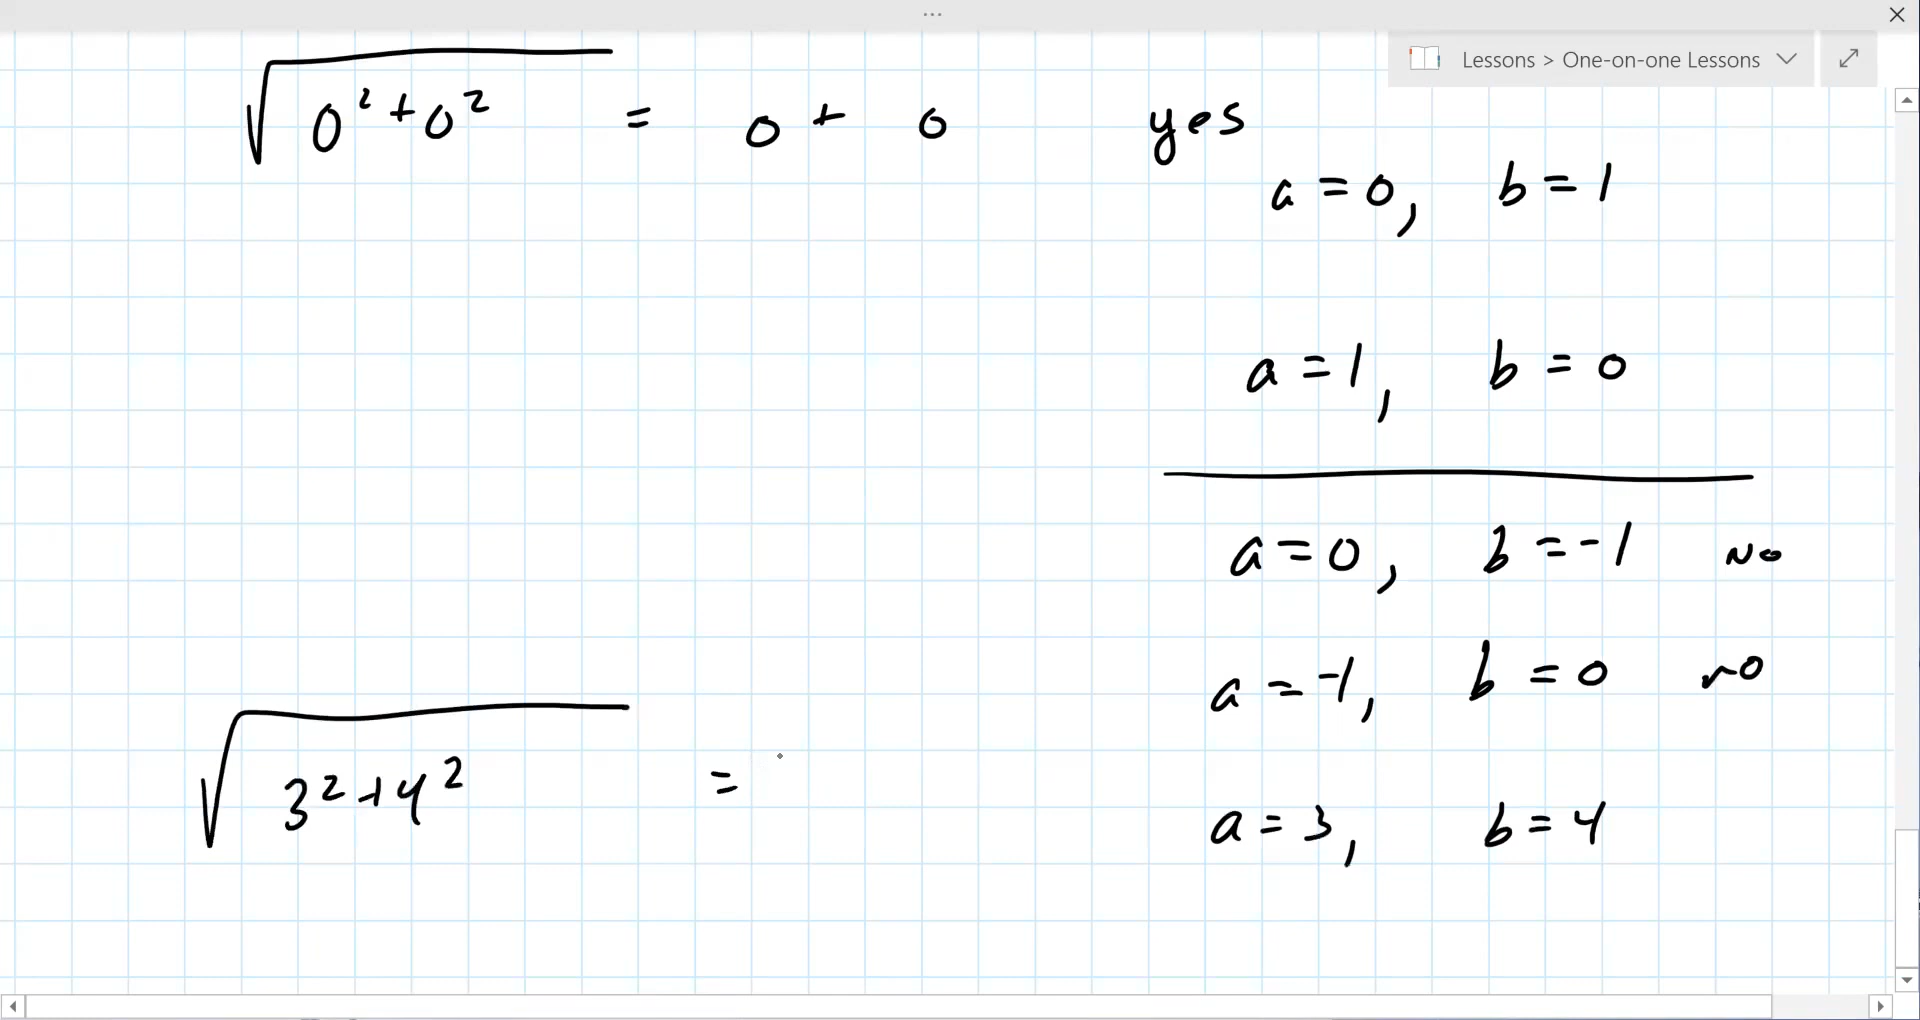 ...
Lessons > One-on-one Lessons
√(0² + 0²) = 0 + 0 yes
a = 0, b = 1
a = 1, b = 0
a = 0, b = -1 No
a = -1, b = 0 no
√(3² + 4²) =
a = 3, b = 4